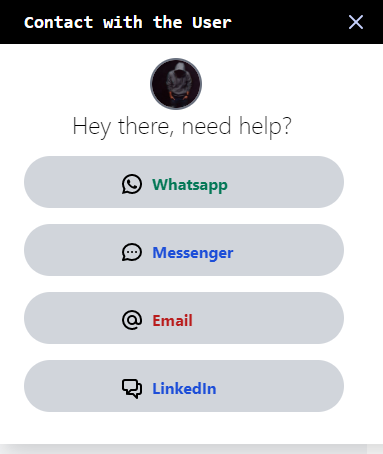 Contact with the User
Hey there, need help?
Whatsapp
Messenger
Email
LinkedIn